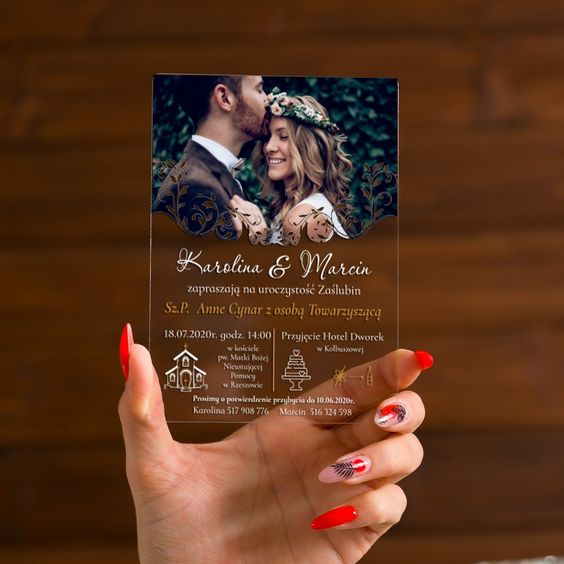 Karolina & Marcin
zapraszają na uroczystość Zaślubin
Sz.P. Anne Cynar z osobą Towarzyszącą
18.07.2020r. godz. 14:00
w kościele
pw. Matki Bożej
Nieustającej
Pomocy
w Rzeszowie
Przyjęcie Hotel Dworek
w Kolbuszowej
Prosimy o potwierdzenie przybycia do 10.06.2020r.
Karolina 517 908 776 Marcin 516 324 598